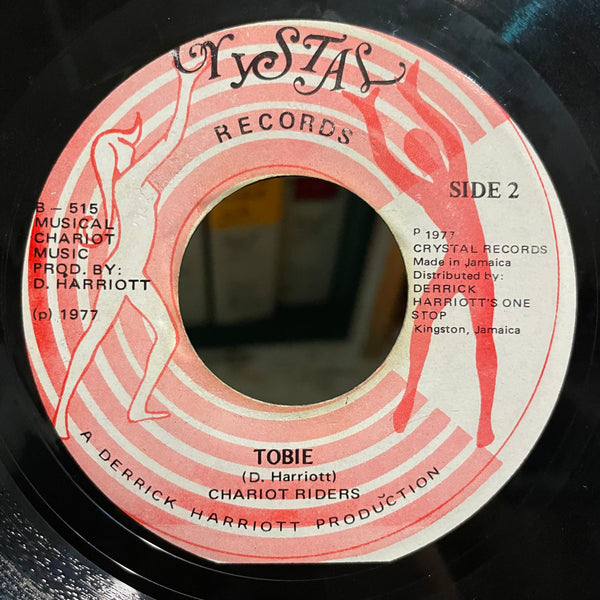 CRYSTAL
RECORDS
SIDE 2
B - 515
MUSICAL
CHARIOT
MUSIC
PROD. BY:
D. HARRIOTT
(p) 1977
P 1977
CRYSTAL RECORDS
Made in Jamaica
Distributed by:
DERRICK
HARRIOTT'S ONE
STOP
Kingston, Jamaica
TOBIE
(D. Harriott)
CHARIOT RIDERS
A DERRICK HARRIOTT PRODUCTION